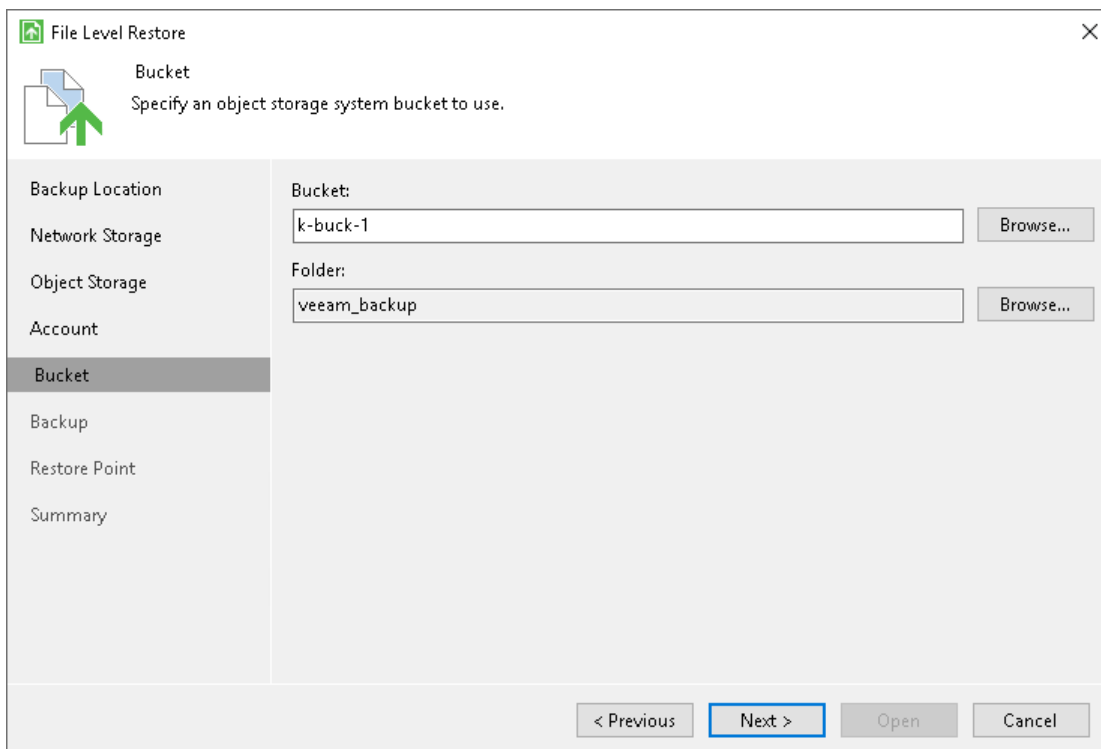 File Level Restore
Bucket
Specify an object storage system bucket to use.
Backup Location
Network Storage
Object Storage
Account
Bucket
Backup
Restore Point
Summary
Bucket:
k-buck-1
Browse...
Folder:
veeam_backup
Browse...
< Previous
Next >
Open
Cancel